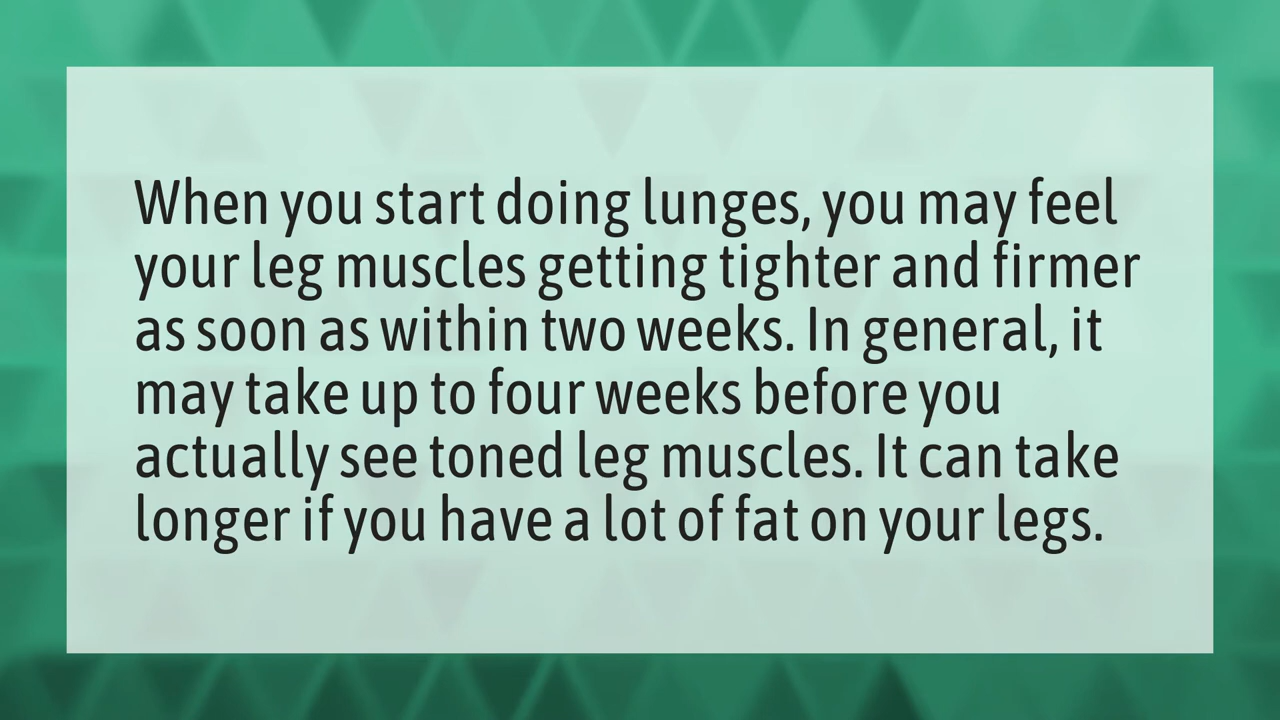 When you start doing lunges, you may feel
your leg muscles getting tighter and firmer
as soon as within two weeks. In general, it
may take up to four weeks before you
actually see toned leg muscles. It can take
longer if you have a lot of fat on your legs.